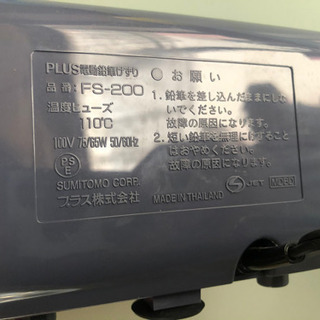 PLUS電動鉛筆けずり
品番:FS-200
温度ヒューズ
110℃
100V 75/65W 50/60Hz
PS
E
SUMITOMO CORP.
プラス株式会社
お願い
1.鉛筆を差し込んだままにしな
いでください。
故障の原因になります。
2.短い鉛筆を無理にけずること
はおやめください。
故障の原因になります。
MADE IN THAILAND
S JET